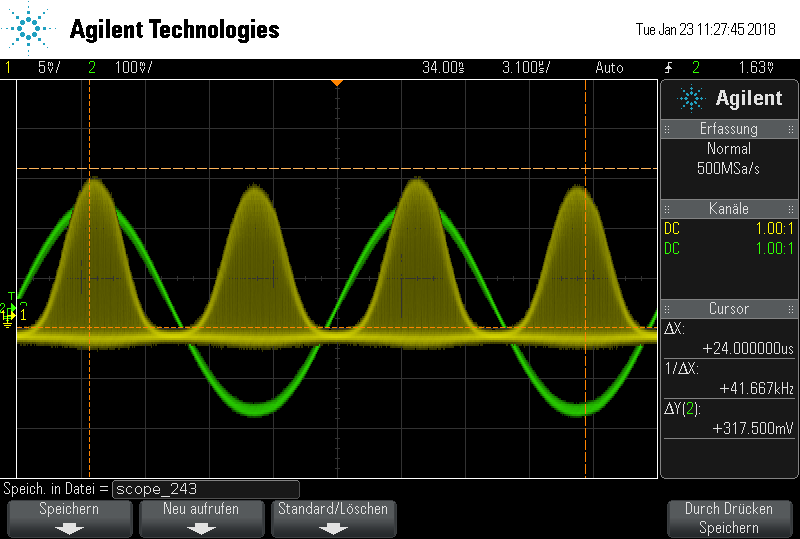 Agilent Technologies
Tue Jan 23 11:27:45 2018
1 5V/ 2 100V/ 34.00s 3.100s/ Auto 2 1.63V
Agilent
Erfassung
Normal
500MSa/s
Kanäle
DC 1.00:1
DC 1.00:1
Cursor
ΔX:
+24.000000us
1/ΔX:
+41.667kHz
ΔY(2):
+317.500mV
T
2
1
Speich. in Datei = scope_243
Speichern
Neu aufrufen
Standard/Löschen
Durch Drücken
Speichern